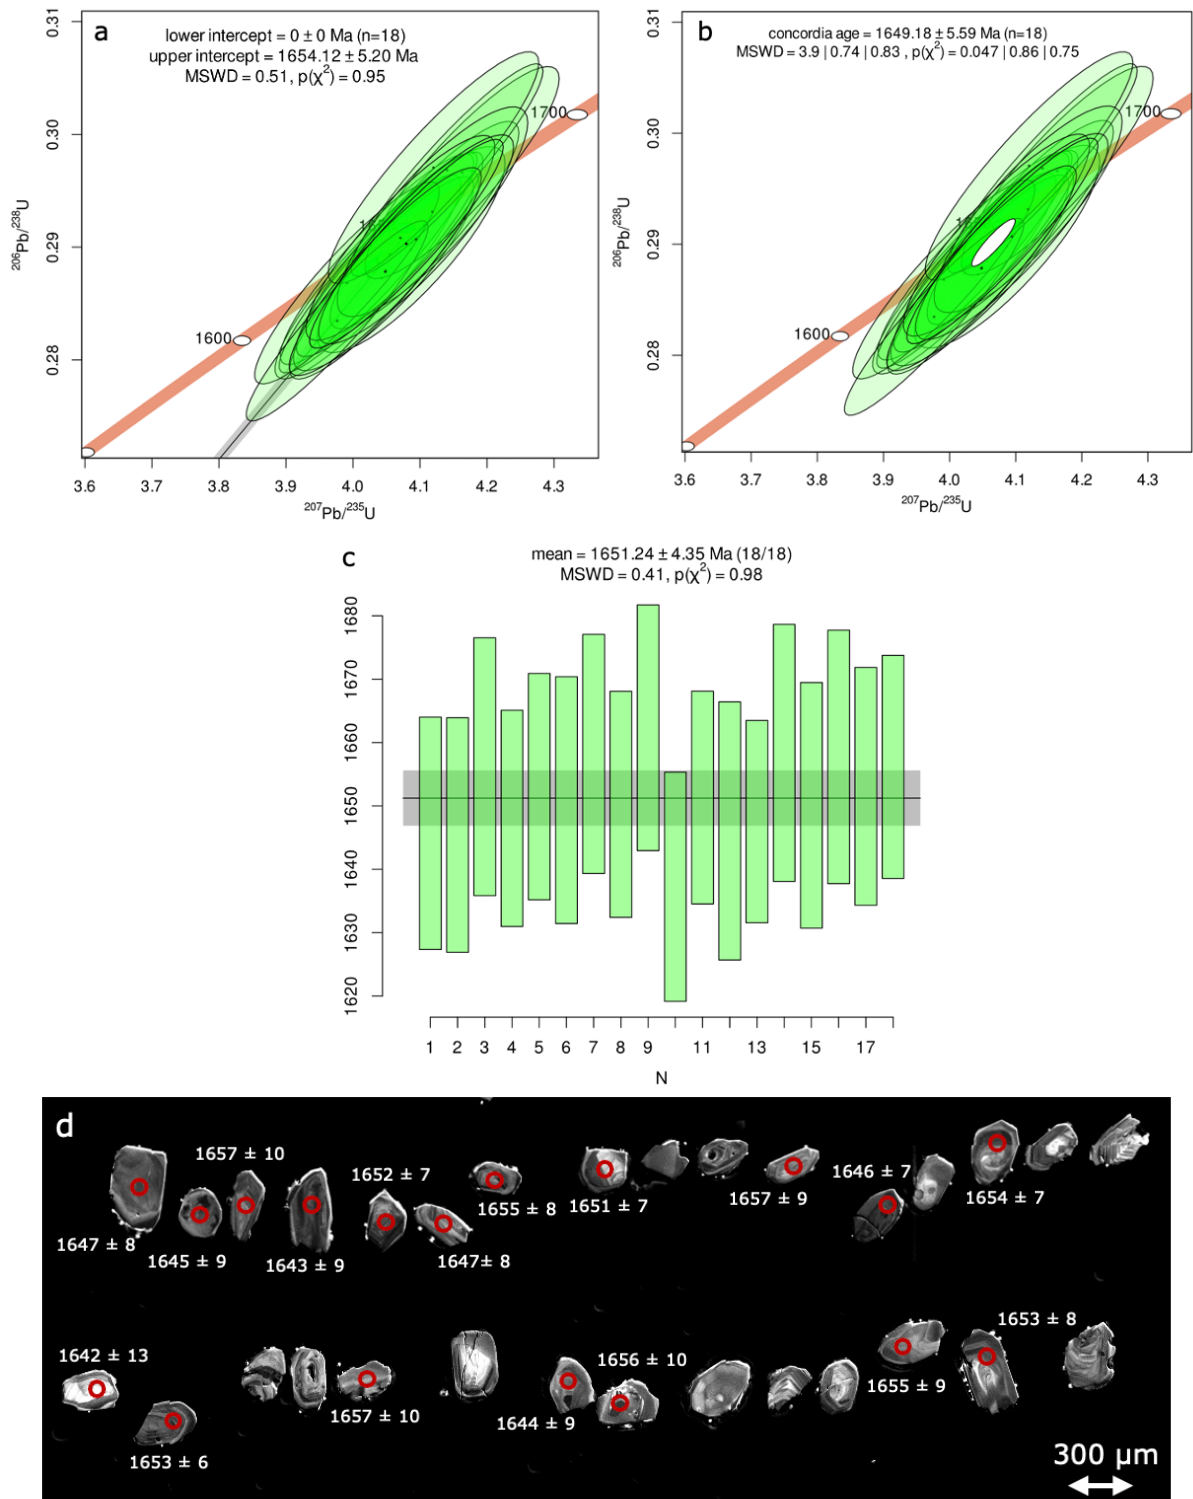 a
lower intercept = 0 ± 0 Ma (n=18)
upper intercept = 1654.12 ± 5.20 Ma
MSWD = 0.51, p(χ²) = 0.95
0.31
0.30
0.29
0.28
²⁰⁶Pb/²³⁸U
1700
1600
3.6 3.7 3.8 3.9 4.0 4.1 4.2 4.3
²⁰⁷Pb/²³⁵U
b
concordia age = 1649.18 ± 5.59 Ma (n=18)
MSWD = 3.9 | 0.74 | 0.83 , p(χ²) = 0.047 | 0.86 | 0.75
0.31
0.30
0.29
0.28
²⁰⁶Pb/²³⁸U
1700
1600
3.6 3.7 3.8 3.9 4.0 4.1 4.2 4.3
²⁰⁷Pb/²³⁵U
c
mean = 1651.24 ± 4.35 Ma (18/18)
MSWD = 0.41, p(χ²) = 0.98
1680
1670
1660
1650
1640
1630
1620
1 2 3 4 5 6 7 8 9 11 13 15 17
N
d
1657 ± 10
1652 ± 7
1646 ± 7
1655 ± 8
1651 ± 7
1657 ± 9
1654 ± 7
1647 ± 8
1645 ± 9
1643 ± 9
1647± 8
1653 ± 8
1642 ± 13
1656 ± 10
1655 ± 9
1657 ± 10
1644 ± 9
1653 ± 6
300 µm